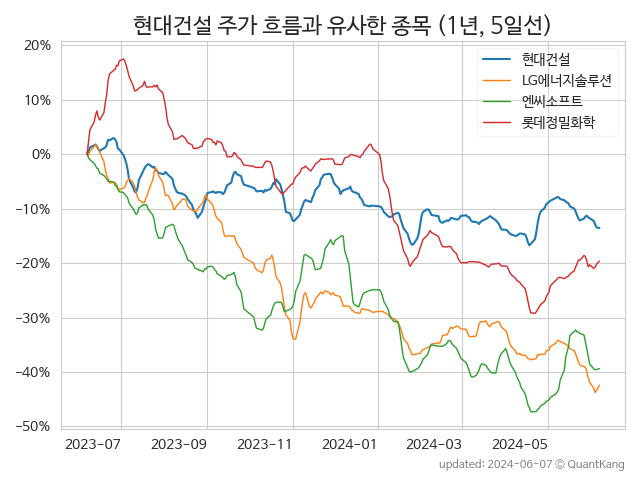 현대건설 주가 흐름과 유사한 종목 (1년, 5일선)
현대건설
LG에너지솔루션
엔씨소프트
롯데정밀화학
20%
10%
0%
−10%
−20%
−30%
−40%
−50%
2023-07 2023-09 2023-11 2024-01 2024-03 2024-05
updated: 2024-06-07 © QuantKang